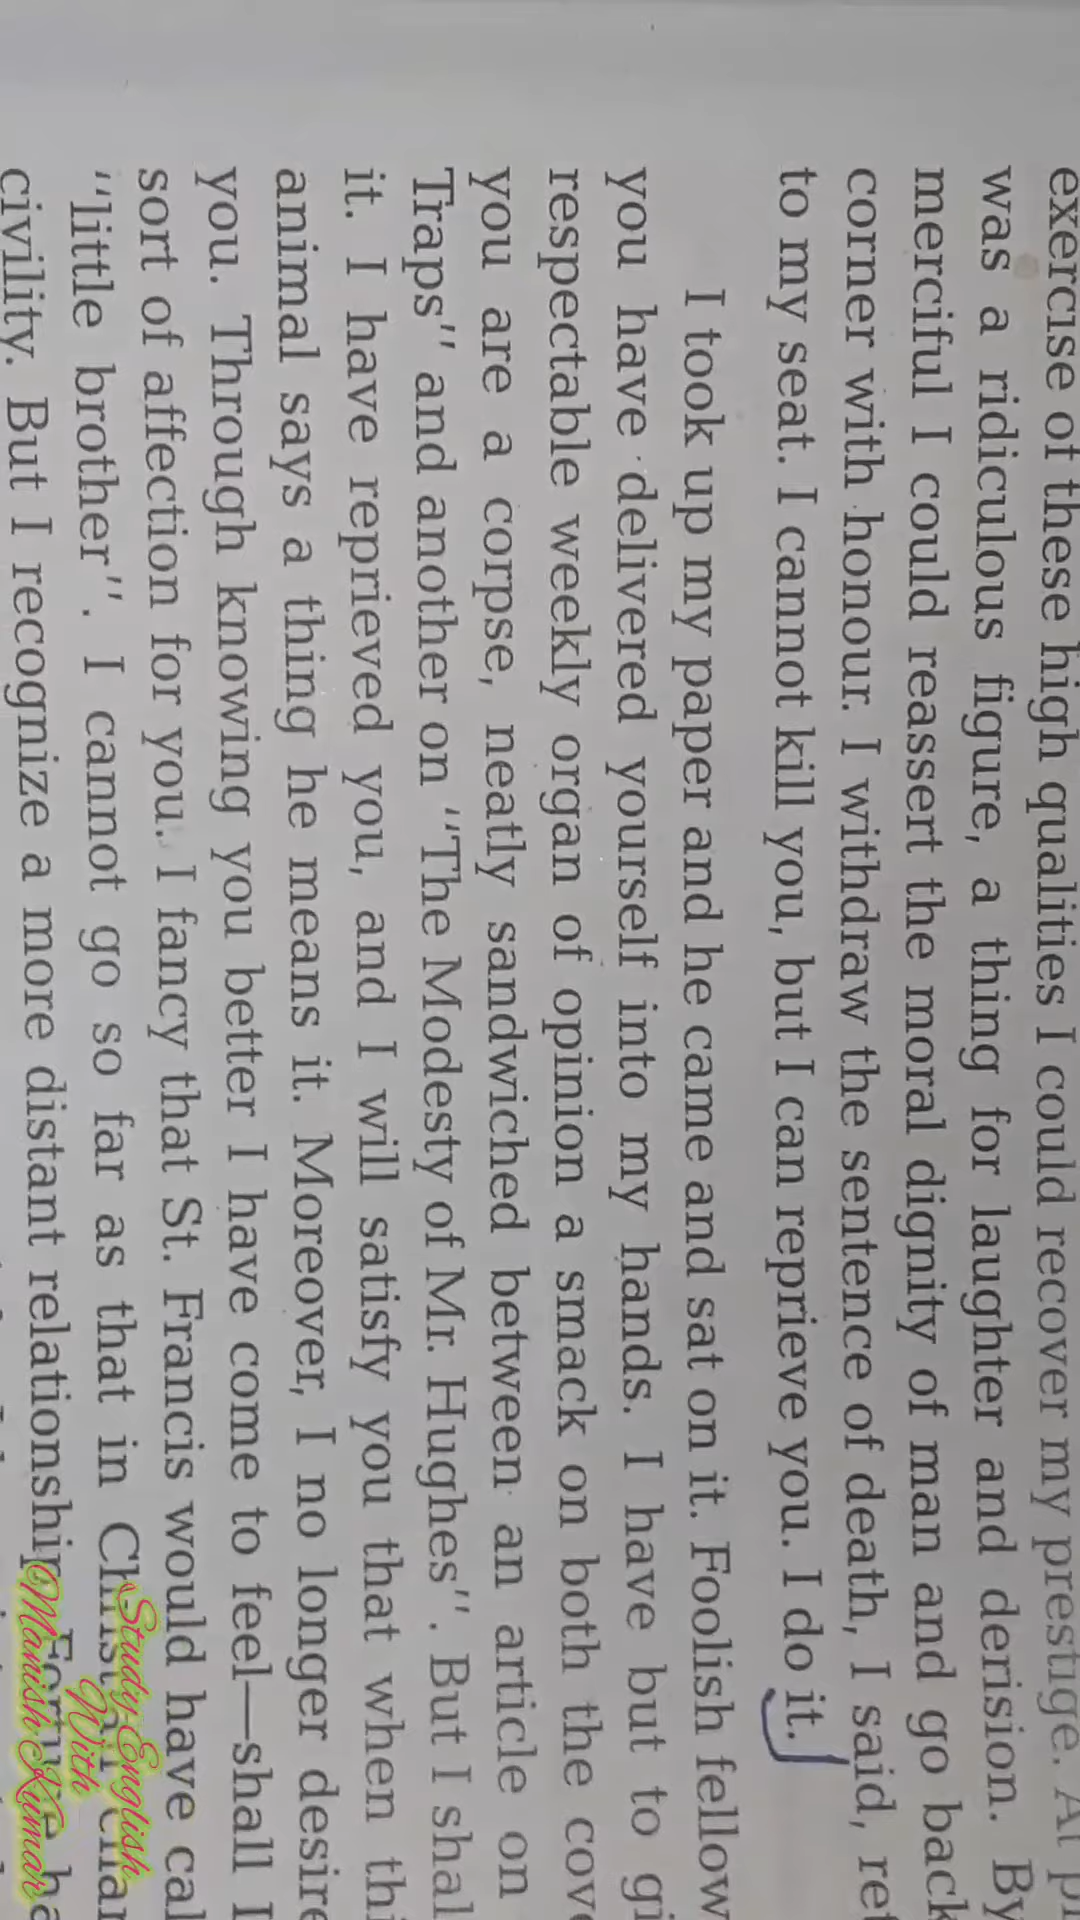 exercise of these high qualities I could recover my prestige. At
was a ridiculous figure, a thing for laughter and derision. By
merciful I could reassert the moral dignity of man and go back
corner with honour. I withdraw the sentence of death, I said,
to my seat. I cannot kill you, but I can reprieve you. I do it.
I took up my paper and he came and sat on it. Foolish fellow
you have delivered yourself into my hands. I have but to
respectable weekly organ of opinion a smack on both the
you are a corpse, neatly sandwiched between an article on
Traps" and another on "The Modesty of Mr. Hughes". But I
it. I have reprieved you, and I will satisfy you that when
animal says a thing he means it. Moreover, I no longer
you. Through knowing you better I have come to feel—shall I
sort of affection for you. I fancy that St. Francis would have
"little brother". I cannot go so far as that in
civility. But I recognize a more distant relationship.
Study English
With
Manish Kumar